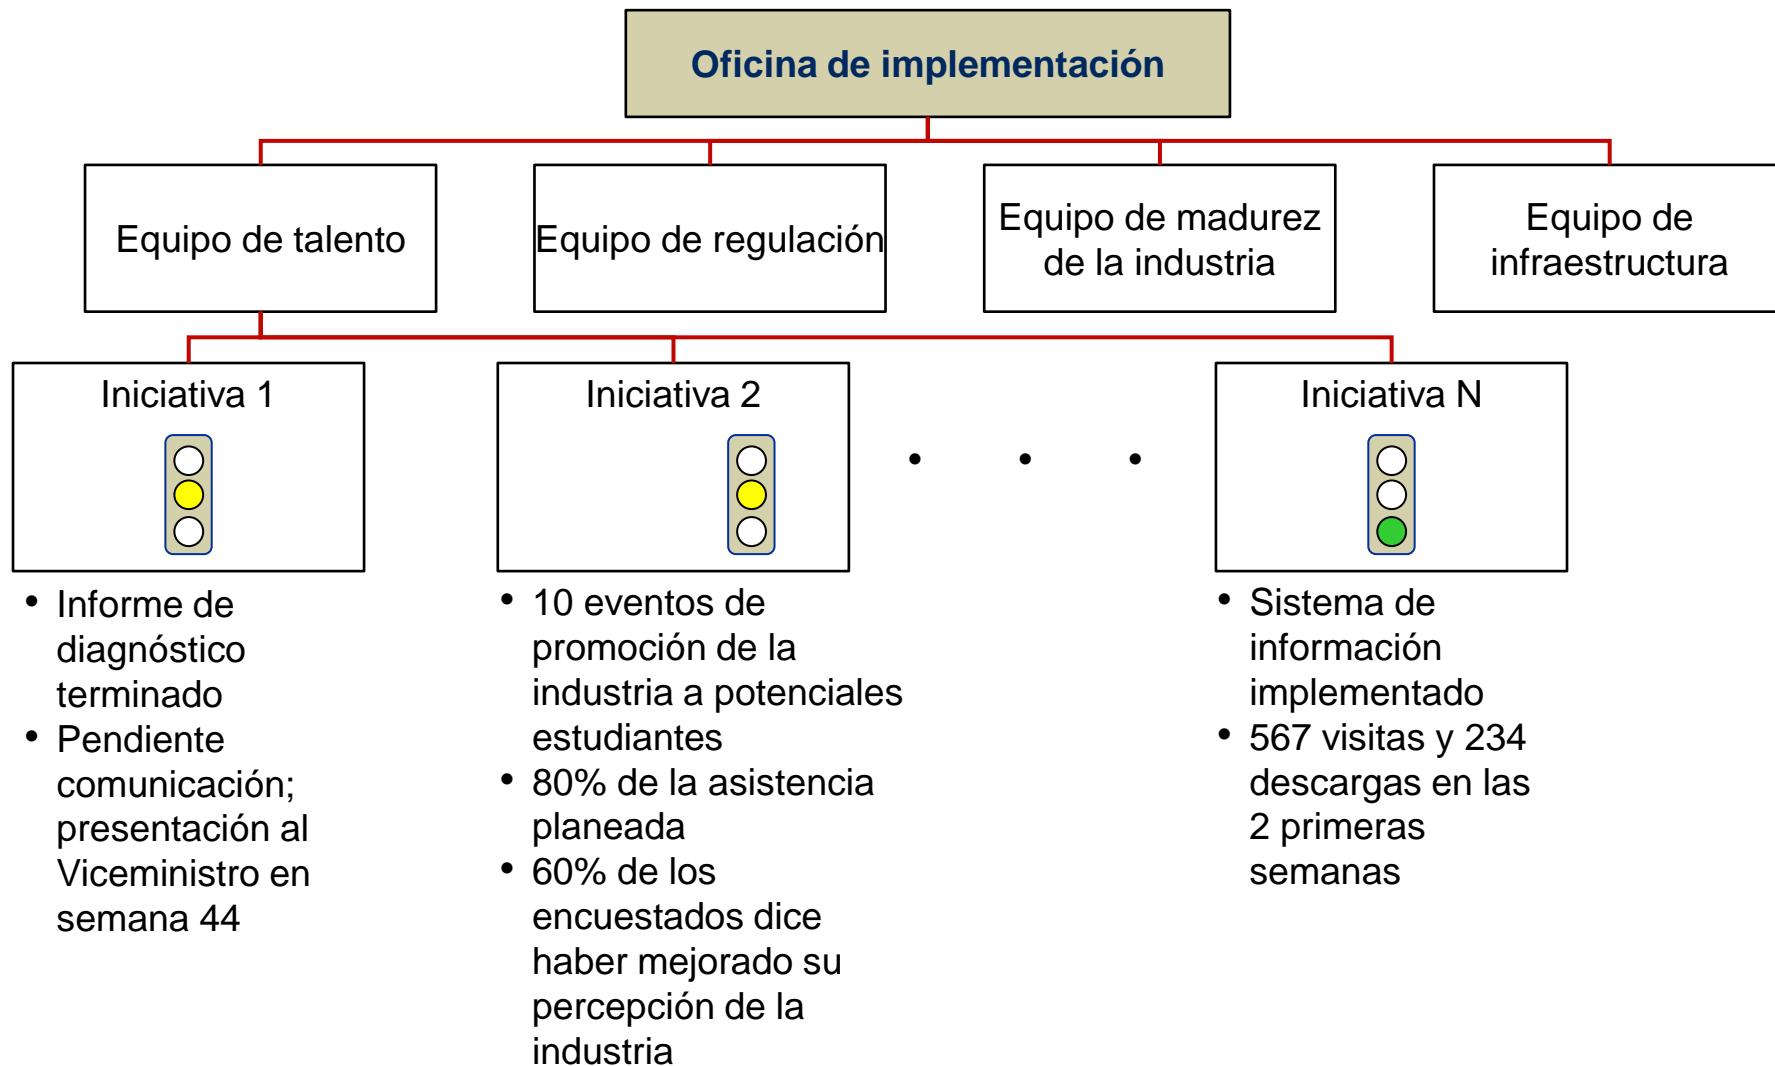 Oficina de implementación
Equipo de talento
Equipo de regulación
Equipo de madurez
de la industria
Equipo de
infraestructura
Iniciativa 1
Iniciativa 2
Iniciativa N
• Informe de
diagnóstico
terminado
• Pendiente
comunicación;
presentación al
Viceministro en
semana 44
• 10 eventos de
promoción de la
industria a potenciales
estudiantes
• 80% de la asistencia
planeada
• 60% de los
encuestados dice
haber mejorado su
percepción de la
industria
• Sistema de
información
implementado
• 567 visitas y 234
descargas en las
2 primeras
semanas